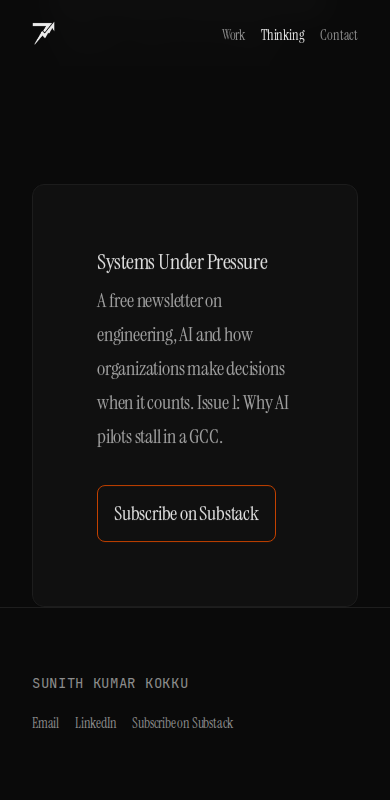 Work Thinking Contact
Systems Under Pressure
A free newsletter on
engineering, AI and how
organizations make decisions
when it counts. Issue 1: Why AI
pilots stall in a GCC.
Subscribe on Substack
SUNITH KUMAR KOKKU
Email LinkedIn Subscribe on Substack